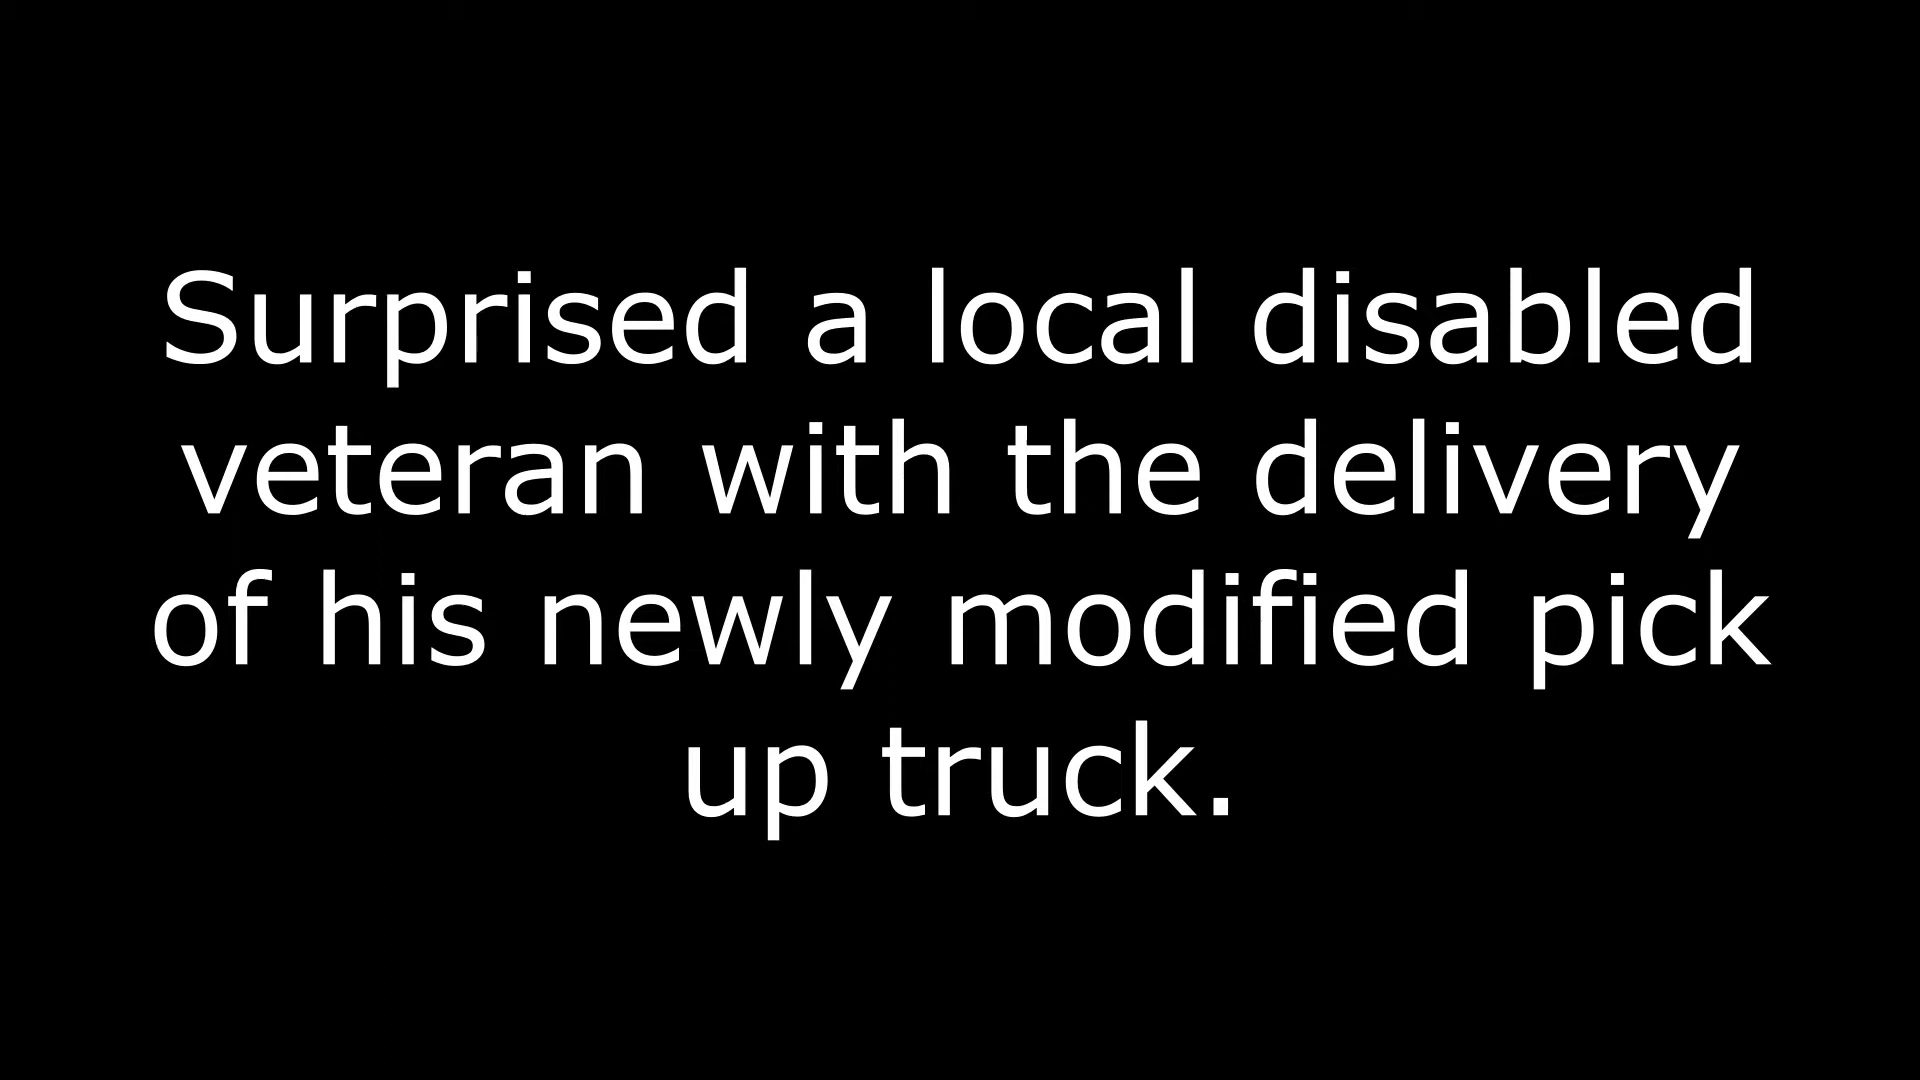 Surprised a local disabled
veteran with the delivery
of his newly modified pick
up truck.